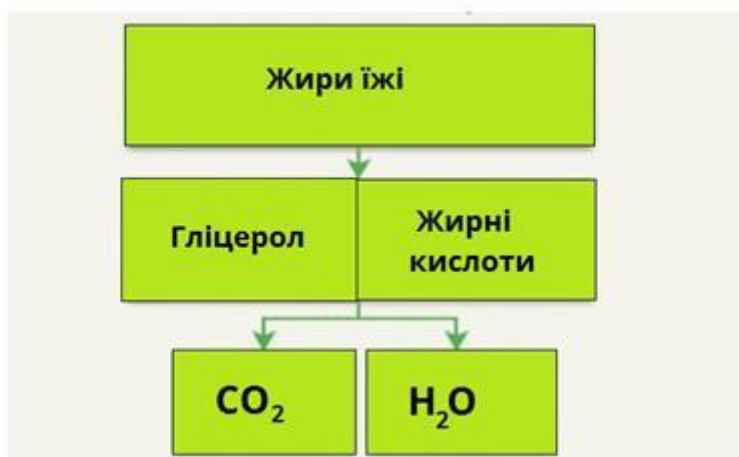 Жири їжі
Гліцерол
Жирні
кислоти
CO₂
H₂O